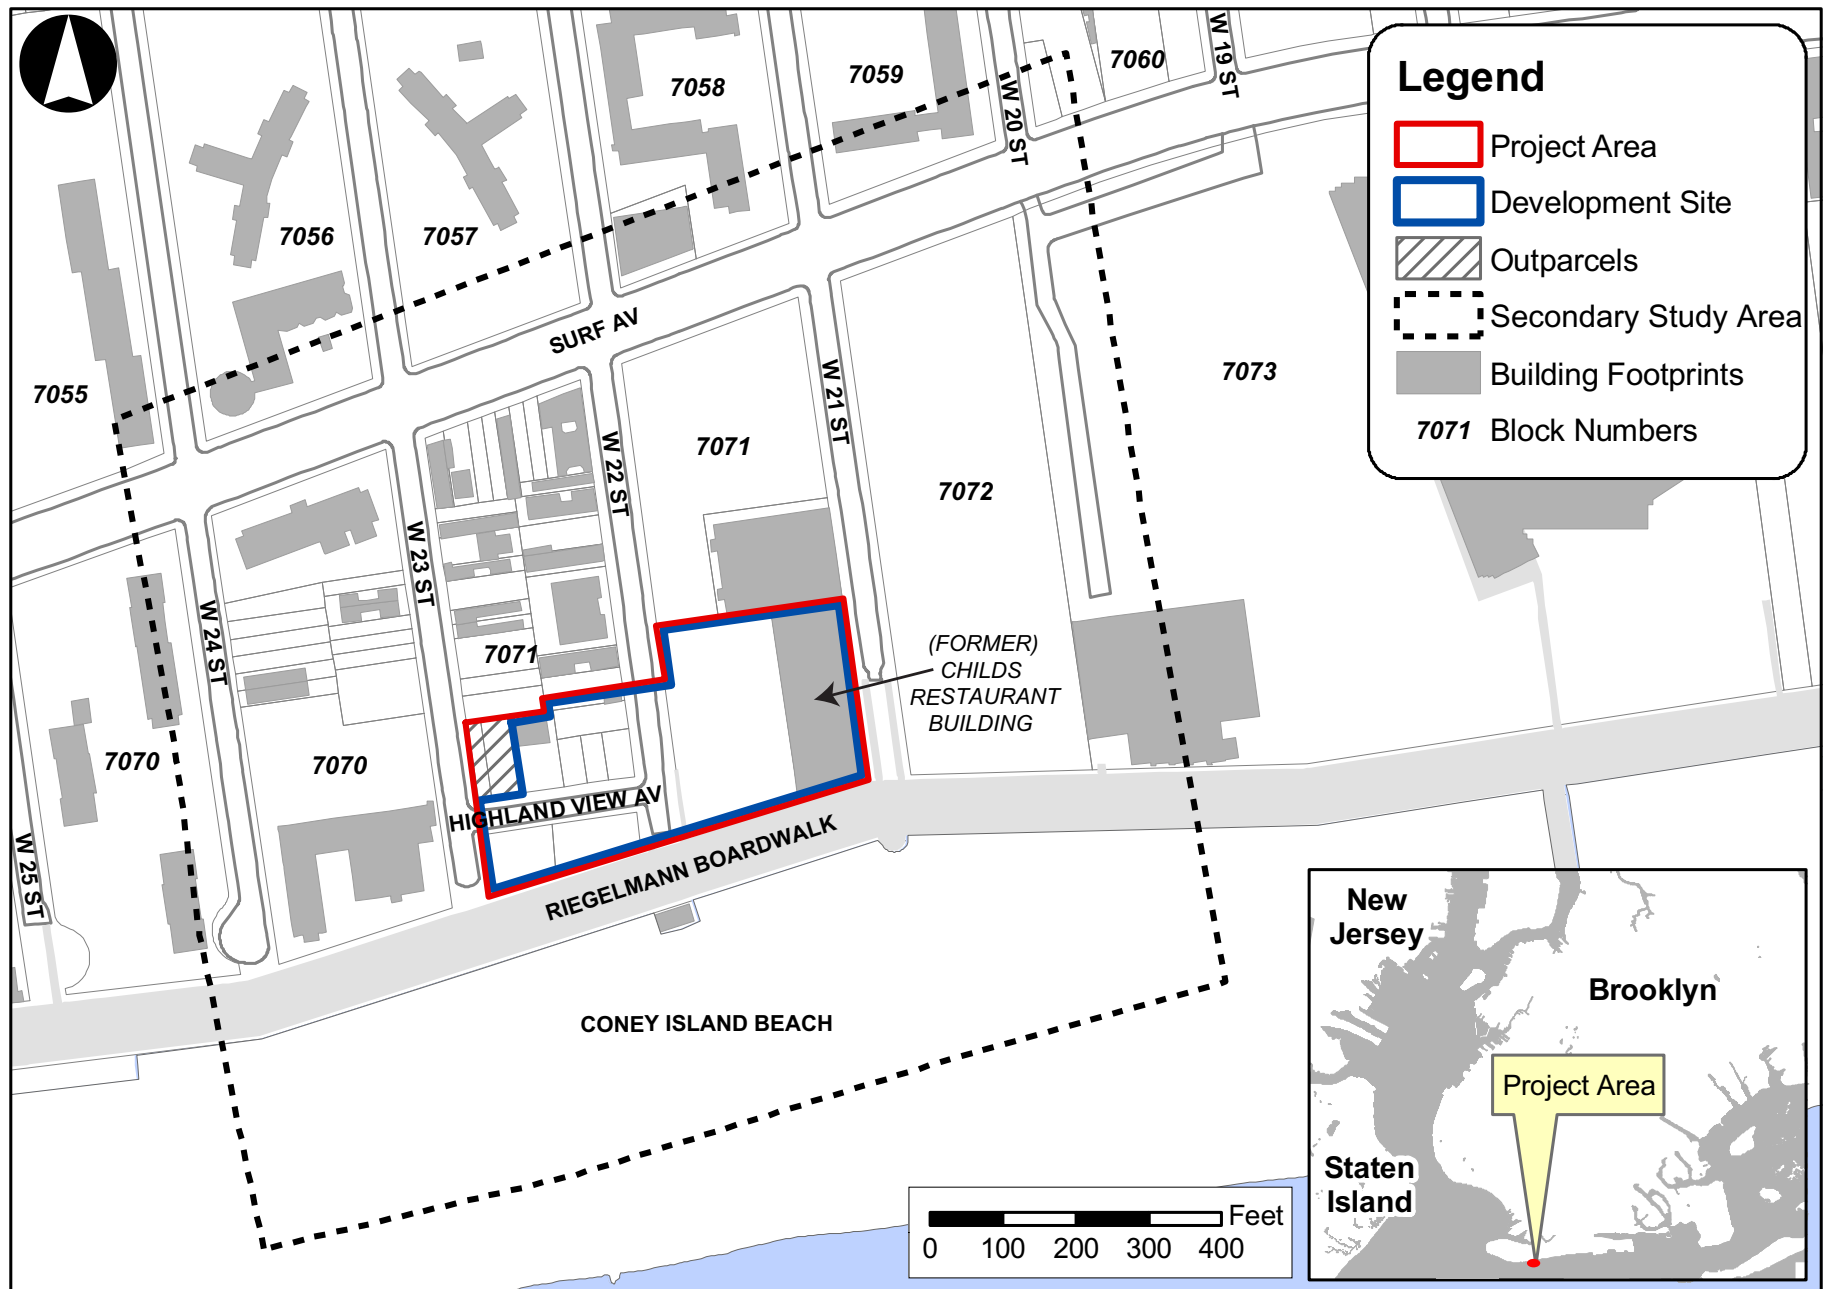 7058
7059
7060
W 19 ST
W 20 ST
Legend
Project Area
Development Site
Outparcels
Secondary Study Area
Building Footprints
7071 Block Numbers
7056
7057
SURF AV
7055
7073
W 21 ST
7071
W 22 ST
7072
W 23 ST
W 24 ST
7071
(FORMER)
CHILDS
RESTAURANT
BUILDING
7070
7070
HIGHLAND VIEW AV
W 25 ST
RIEGELMANN BOARDWALK
CONEY ISLAND BEACH
New
Jersey
Brooklyn
Project Area
Staten
Island
Feet
0 100 200 300 400